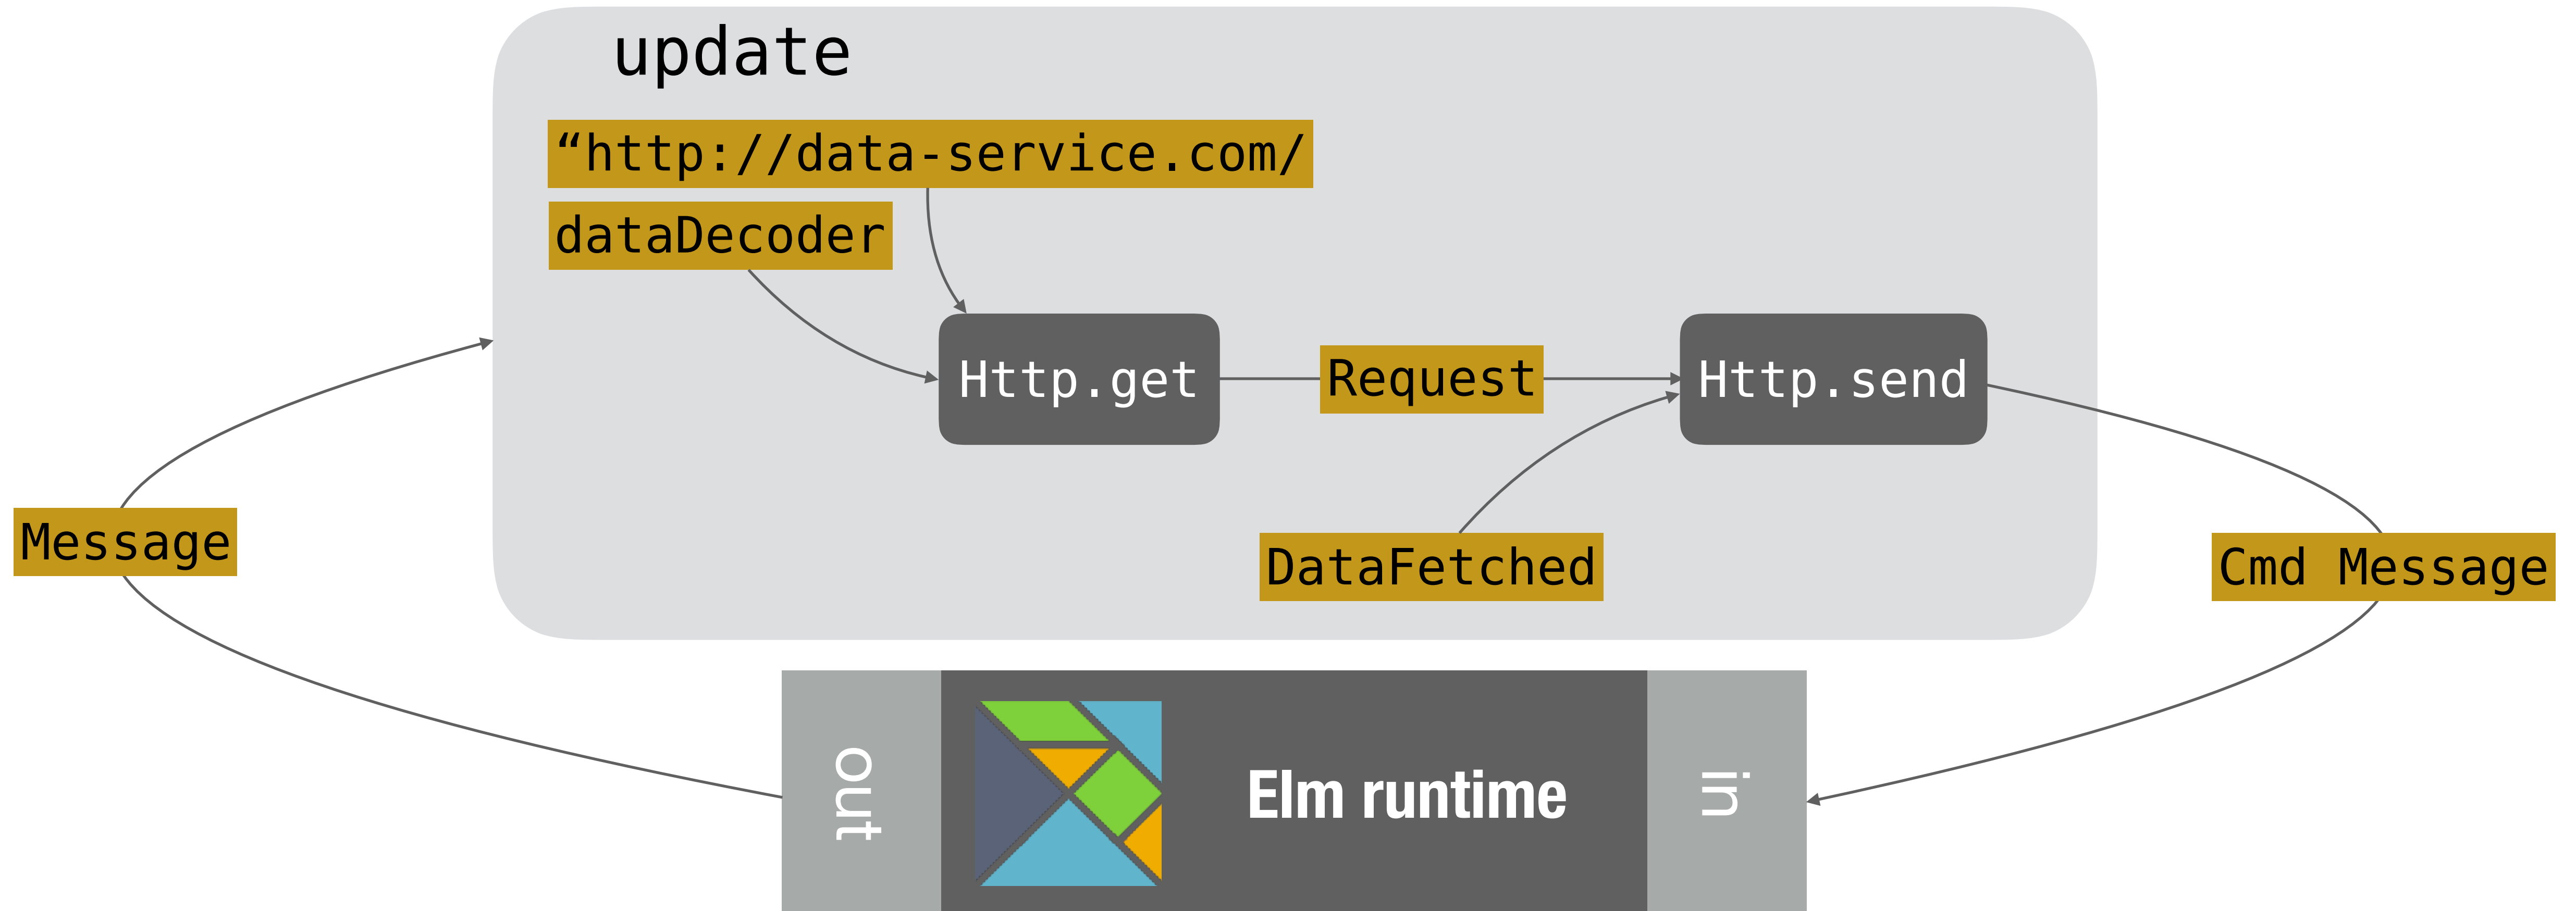 update
“http://data-service.com/
dataDecoder
Http.get
Request
Http.send
Message
DataFetched
Cmd Message
out
Elm runtime
in